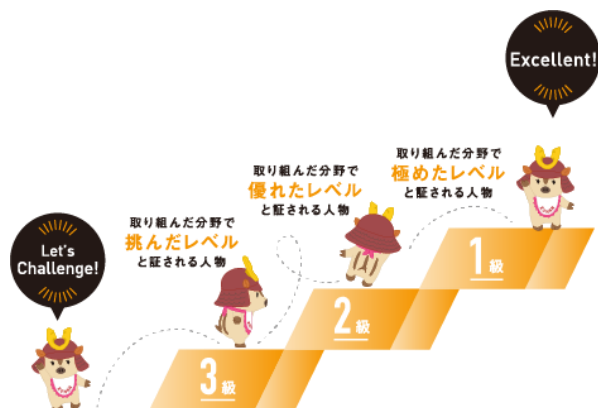 Excellent!
取り組んだ分野で
極めたレベル
と証される人物
取り組んだ分野で
優れたレベル
と証される人物
取り組んだ分野で
挑んだレベル
と証される人物
Let's
Challenge!
1級
2級
3級